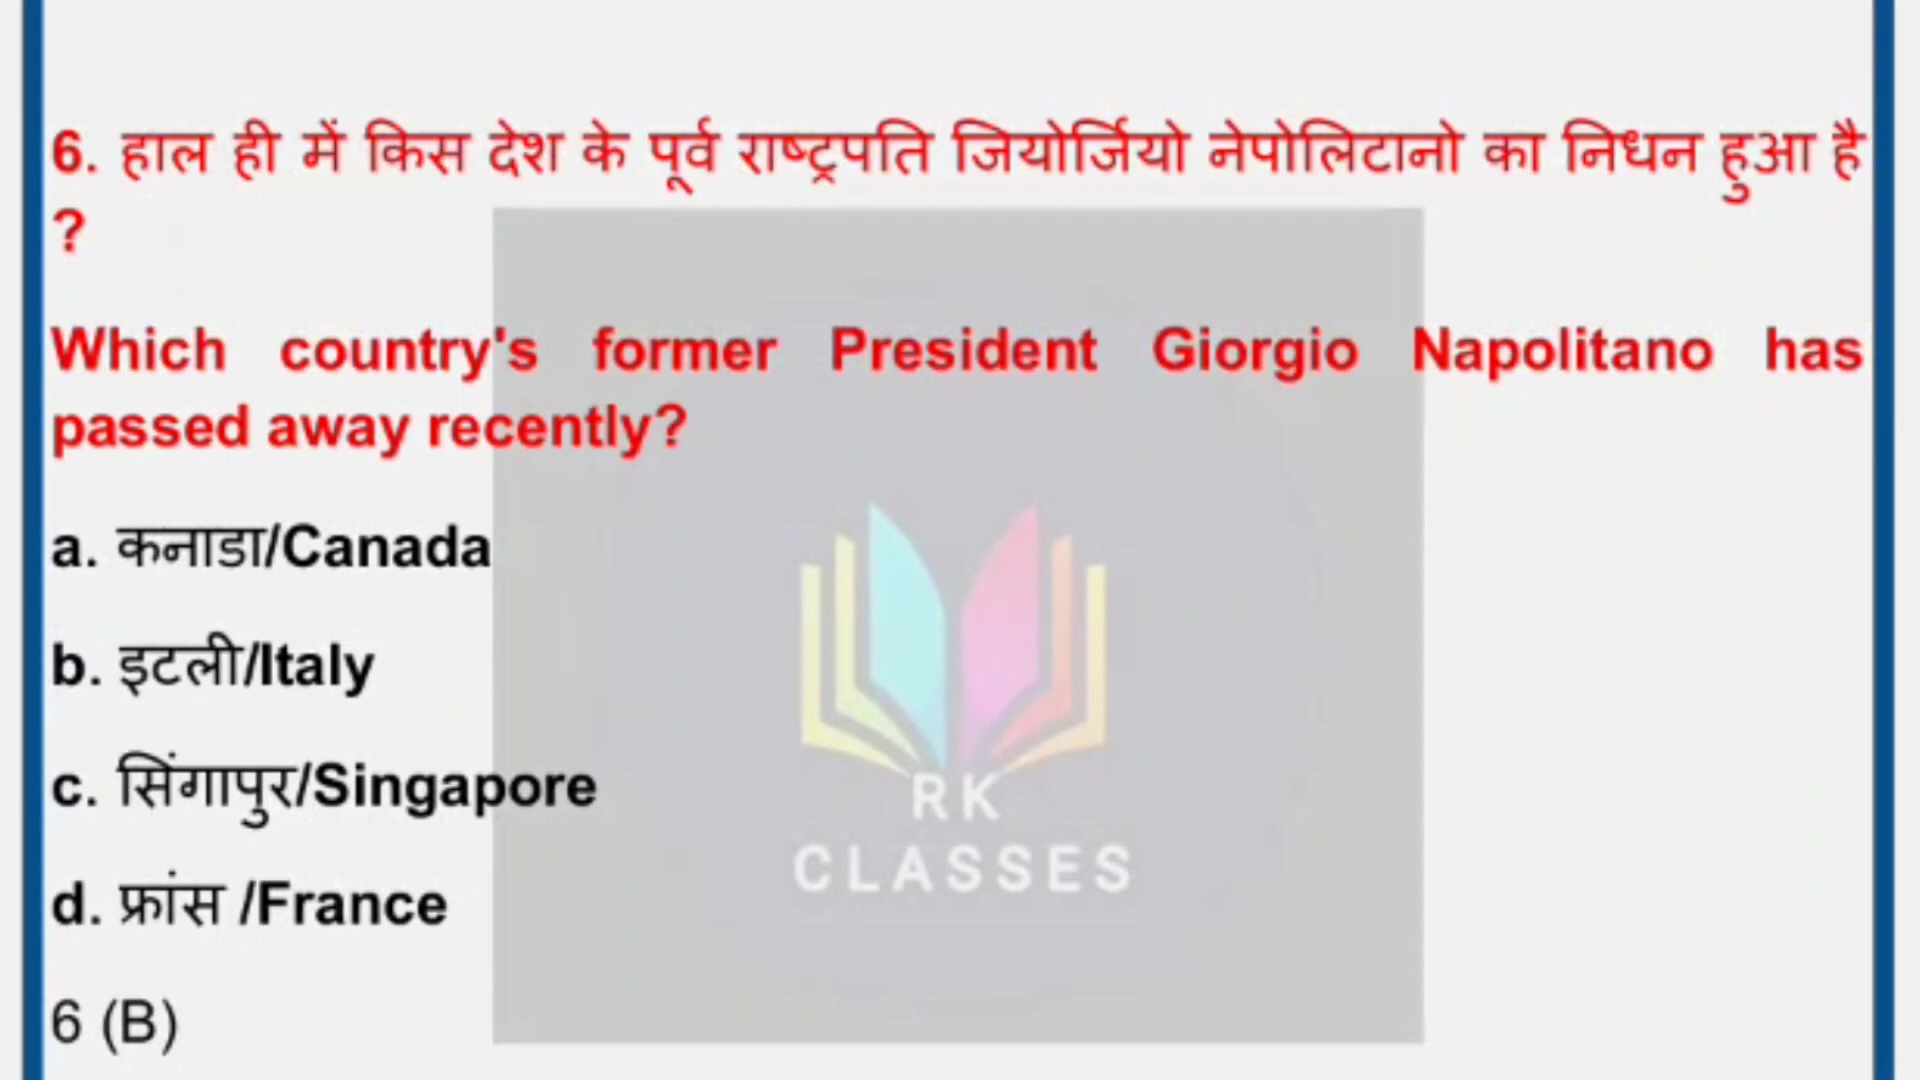 6. हाल ही में किस देश के पूर्व राष्ट्रपति जियोर्जियो नेपोलिटानो का निधन हुआ है
?
Which country's former President Giorgio Napolitano has
passed away recently?
a. कनाडा/Canada
b. इटली/Italy
c. सिंगापुर/Singapore
d. फ्रांस /France
6 (B)
RK
CLASSES